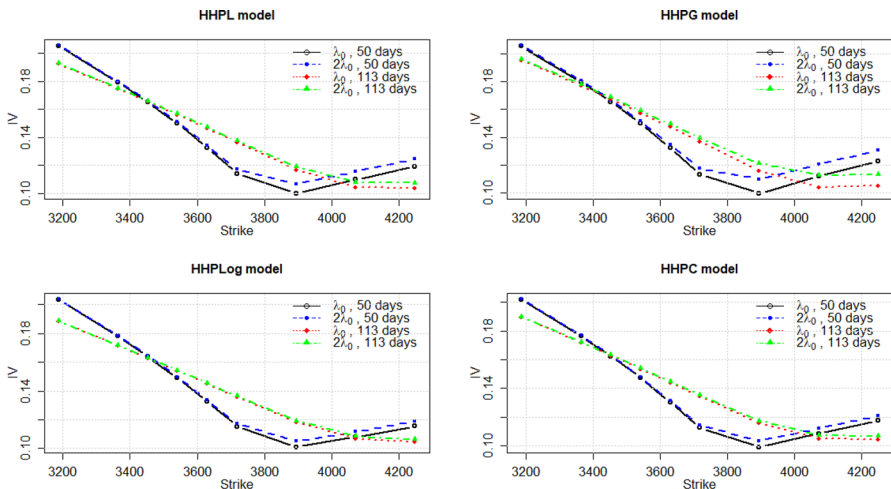 HHPL model
IV
0.18
0.14
0.10
λ₀ , 50 days
2λ₀ , 50 days
λ₀ , 113 days
2λ₀ , 113 days
3200 3400 3600 3800 4000 4200
Strike
HHPG model
IV
0.18
0.14
0.10
λ₀ , 50 days
2λ₀ , 50 days
λ₀ , 113 days
2λ₀ , 113 days
3200 3400 3600 3800 4000 4200
Strike
HHPLog model
IV
0.18
0.14
0.10
λ₀ , 50 days
2λ₀ , 50 days
λ₀ , 113 days
2λ₀ , 113 days
3200 3400 3600 3800 4000 4200
Strike
HHPC model
IV
0.18
0.14
0.10
λ₀ , 50 days
2λ₀ , 50 days
λ₀ , 113 days
2λ₀ , 113 days
3200 3400 3600 3800 4000 4200
Strike